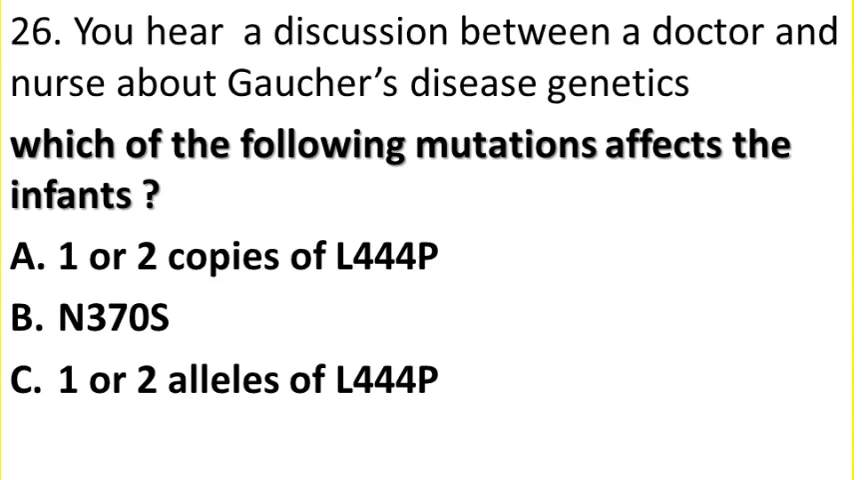 26. You hear  a discussion between a doctor and
nurse about Gaucher’s disease genetics
which of the following mutations affects the
infants ?
A. 1 or 2 copies of L444P
B. N370S
C. 1 or 2 alleles of L444P